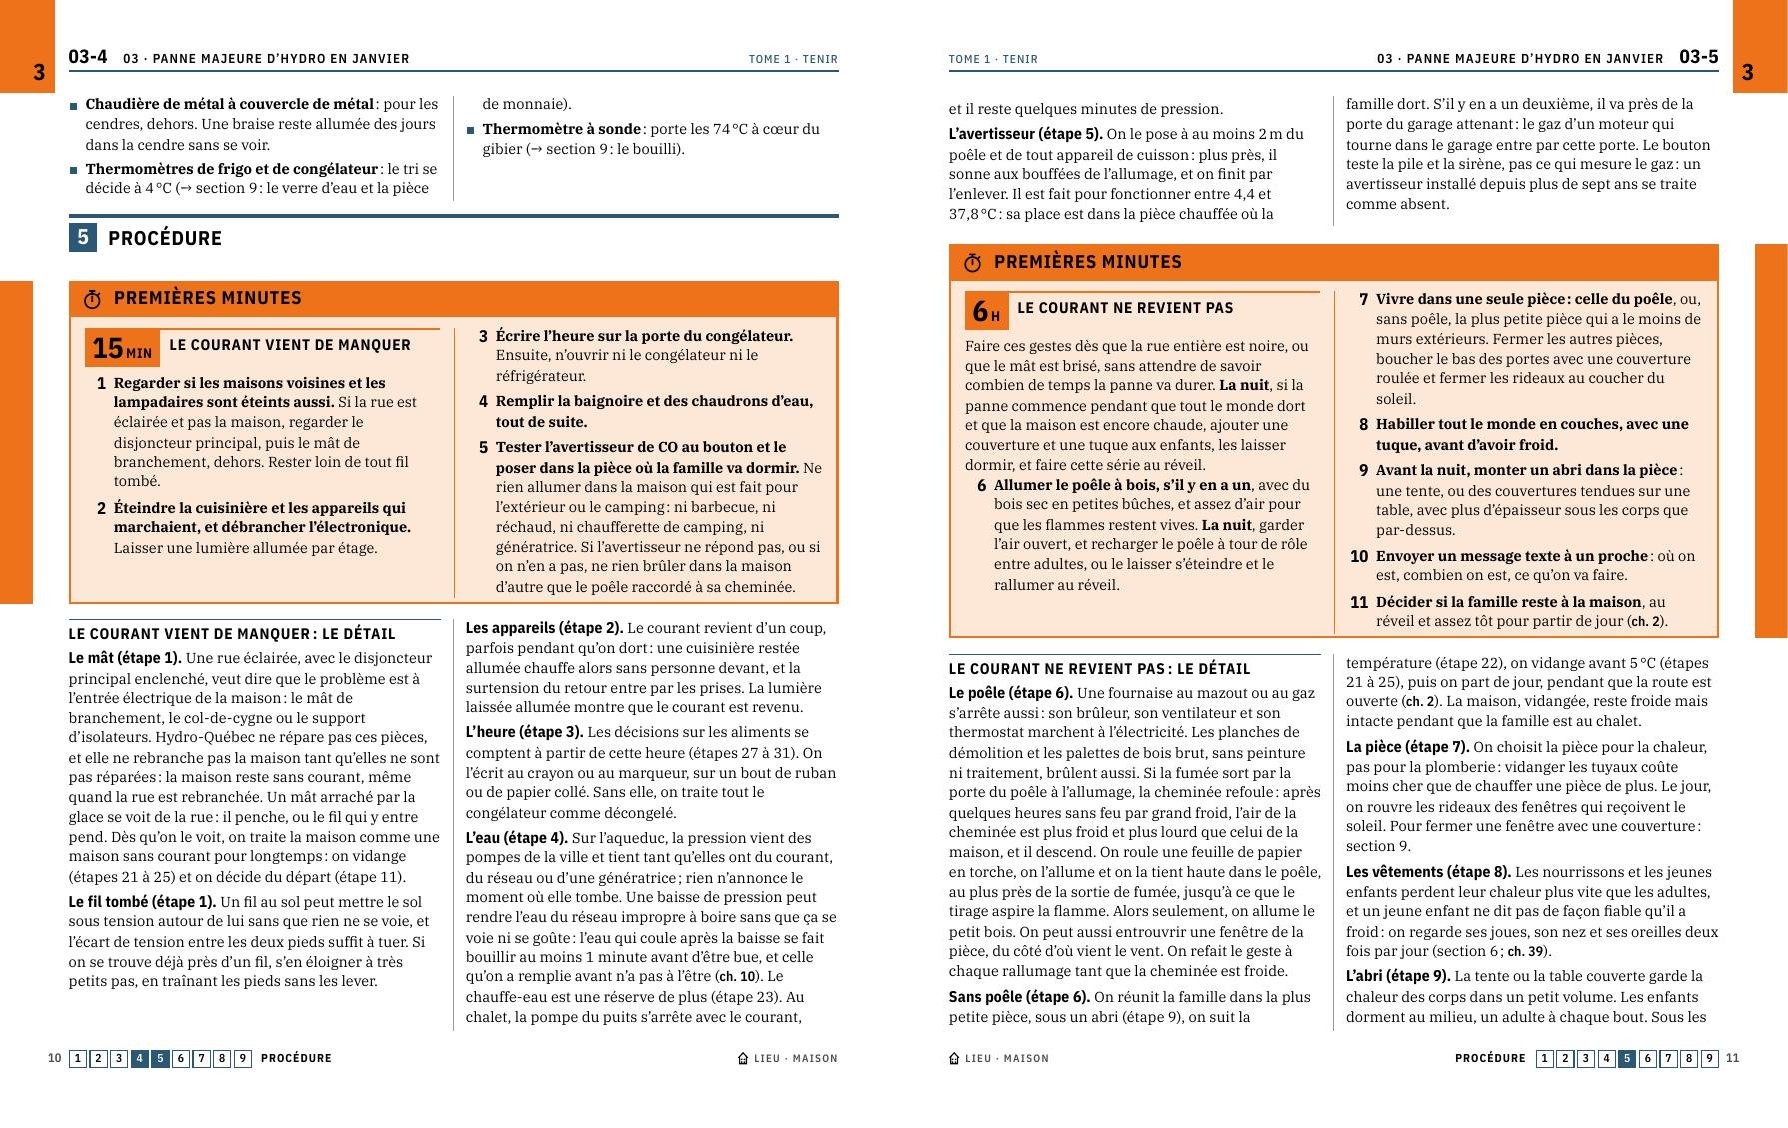 3
03-4 03 · PANNE MAJEURE D’HYDRO EN JANVIER
TOME 1 · TENIR
Chaudière de métal à couvercle de métal : pour les
cendres, dehors. Une braise reste allumée des jours
dans la cendre sans se voir.
Thermomètres de frigo et de congélateur : le tri se
décide à 4 °C (→ section 9 : le verre d’eau et la pièce
de monnaie).
Thermomètre à sonde : porte les 74 °C à cœur du
gibier (→ section 9 : le bouilli).
5 PROCÉDURE
PREMIÈRES MINUTES
15 MIN LE COURANT VIENT DE MANQUER
1 Regarder si les maisons voisines et les
lampadaires sont éteints aussi. Si la rue est
éclairée et pas la maison, regarder le
disjoncteur principal, puis le mât de
branchement, dehors. Rester loin de tout fil
tombé.
2 Éteindre la cuisinière et les appareils qui
marchaient, et débrancher l’électronique.
Laisser une lumière allumée par étage.
3 Écrire l’heure sur la porte du congélateur.
Ensuite, n’ouvrir ni le congélateur ni le
réfrigérateur.
4 Remplir la baignoire et des chaudrons d’eau,
tout de suite.
5 Tester l’avertisseur de CO au bouton et le
poser dans la pièce où la famille va dormir. Ne
rien allumer dans la maison qui est fait pour
l’extérieur ou le camping : ni barbecue, ni
réchaud, ni chaufferette de camping, ni
génératrice. Si l’avertisseur ne répond pas, ou si
on n’en a pas, ne rien brûler dans la maison
d’autre que le poêle raccordé à sa cheminée.
LE COURANT VIENT DE MANQUER : LE DÉTAIL
Le mât (étape 1). Une rue éclairée, avec le disjoncteur
principal enclenché, veut dire que le problème est à
l’entrée électrique de la maison : le mât de
branchement, le col-de-cygne ou le support
d’isolateurs. Hydro-Québec ne répare pas ces pièces,
et elle ne rebranche pas la maison tant qu’elles ne sont
pas réparées : la maison reste sans courant, même
quand la rue est rebranchée. Un mât arraché par la
glace se voit de la rue : il penche, ou le fil qui y entre
pend. Dès qu’on le voit, on traite la maison comme une
maison sans courant pour longtemps : on vidange
(étapes 21 à 25) et on décide du départ (étape 11).
Le fil tombé (étape 1). Un fil au sol peut mettre le sol
sous tension autour de lui sans que rien ne se voie, et
l’écart de tension entre les deux pieds suffit à tuer. Si
on se trouve déjà près d’un fil, s’en éloigner à très
petits pas, en traînant les pieds sans les lever.
Les appareils (étape 2). Le courant revient d’un coup,
parfois pendant qu’on dort : une cuisinière restée
allumée chauffe alors sans personne devant, et la
surtension du retour entre par les prises. La lumière
laissée allumée montre que le courant est revenu.
L’heure (étape 3). Les décisions sur les aliments se
comptent à partir de cette heure (étapes 27 à 31). On
l’écrit au crayon ou au marqueur, sur un bout de ruban
ou de papier collé. Sans elle, on traite tout le
congélateur comme décongelé.
L’eau (étape 4). Sur l’aqueduc, la pression vient des
pompes de la ville et tient tant qu’elles ont du courant,
du réseau ou d’une génératrice ; rien n’annonce le
moment où elle tombe. Une baisse de pression peut
rendre l’eau du réseau impropre à boire sans que ça se
voie ni se goûte : l’eau qui coule après la baisse se fait
bouillir au moins 1 minute avant d’être bue, et celle
qu’on a remplie avant n’a pas à l’être (ch. 10). Le
chauffe-eau est une réserve de plus (étape 23). Au
chalet, la pompe du puits s’arrête avec le courant,
10 1 2 3 4 5 6 7 8 9 PROCÉDURE
LIEU · MAISON
TOME 1 · TENIR
03 · PANNE MAJEURE D’HYDRO EN JANVIER 03-5
3
et il reste quelques minutes de pression.
L’avertisseur (étape 5). On le pose à au moins 2 m du
poêle et de tout appareil de cuisson : plus près, il
sonne aux bouffées de l’allumage, et on finit par
l’enlever. Il est fait pour fonctionner entre 4,4 et
37,8 °C : sa place est dans la pièce chauffée où la
famille dort. S’il y en a un deuxième, il va près de la
porte du garage attenant : le gaz d’un moteur qui
tourne dans le garage entre par cette porte. Le bouton
teste la pile et la sirène, pas ce qui mesure le gaz : un
avertisseur installé depuis plus de sept ans se traite
comme absent.
PREMIÈRES MINUTES
6 H LE COURANT NE REVIENT PAS
Faire ces gestes dès que la rue entière est noire, ou
que le mât est brisé, sans attendre de savoir
combien de temps la panne va durer. La nuit, si la
panne commence pendant que tout le monde dort
et que la maison est encore chaude, ajouter une
couverture et une tuque aux enfants, les laisser
dormir, et faire cette série au réveil.
6 Allumer le poêle à bois, s’il y en a un, avec du
bois sec en petites bûches, et assez d’air pour
que les flammes restent vives. La nuit, garder
l’air ouvert, et recharger le poêle à tour de rôle
entre adultes, ou le laisser s’éteindre et le
rallumer au réveil.
7 Vivre dans une seule pièce : celle du poêle, ou,
sans poêle, la plus petite pièce qui a le moins de
murs extérieurs. Fermer les autres pièces,
boucher le bas des portes avec une couverture
roulée et fermer les rideaux au coucher du
soleil.
8 Habiller tout le monde en couches, avec une
tuque, avant d’avoir froid.
9 Avant la nuit, monter un abri dans la pièce :
une tente, ou des couvertures tendues sur une
table, avec plus d’épaisseur sous les corps que
par-dessus.
10 Envoyer un message texte à un proche : où on
est, combien on est, ce qu’on va faire.
11 Décider si la famille reste à la maison, au
réveil et assez tôt pour partir de jour (ch. 2).
LE COURANT NE REVIENT PAS : LE DÉTAIL
Le poêle (étape 6). Une fournaise au mazout ou au gaz
s’arrête aussi : son brûleur, son ventilateur et son
thermostat marchent à l’électricité. Les planches de
démolition et les palettes de bois brut, sans peinture
ni traitement, brûlent aussi. Si la fumée sort par la
porte du poêle à l’allumage, la cheminée refoule : après
quelques heures sans feu par grand froid, l’air de la
cheminée est plus froid et plus lourd que celui de la
maison, et il descend. On roule une feuille de papier
en torche, on l’allume et on la tient haute dans le poêle,
au plus près de la sortie de fumée, jusqu’à ce que le
tirage aspire la flamme. Alors seulement, on allume le
petit bois. On peut aussi entrouvrir une fenêtre de la
pièce, du côté d’où vient le vent. On refait le geste à
chaque rallumage tant que la cheminée est froide.
Sans poêle (étape 6). On réunit la famille dans la plus
petite pièce, sous un abri (étape 9), on suit la
température (étape 22), on vidange avant 5 °C (étapes
21 à 25), puis on part de jour, pendant que la route est
ouverte (ch. 2). La maison, vidangée, reste froide mais
intacte pendant que la famille est au chalet.
La pièce (étape 7). On choisit la pièce pour la chaleur,
pas pour la plomberie : vidanger les tuyaux coûte
moins cher que de chauffer une pièce de plus. Le jour,
on rouvre les rideaux des fenêtres qui reçoivent le
soleil. Pour fermer une fenêtre avec une couverture :
section 9.
Les vêtements (étape 8). Les nourrissons et les jeunes
enfants perdent leur chaleur plus vite que les adultes,
et un jeune enfant ne dit pas de façon fiable qu’il a
froid : on regarde ses joues, son nez et ses oreilles deux
fois par jour (section 6 ; ch. 39).
L’abri (étape 9). La tente ou la table couverte garde la
chaleur des corps dans un petit volume. Les enfants
dorment au milieu, un adulte à chaque bout. Sous les
LIEU · MAISON
PROCÉDURE 1 2 3 4 5 6 7 8 9 11